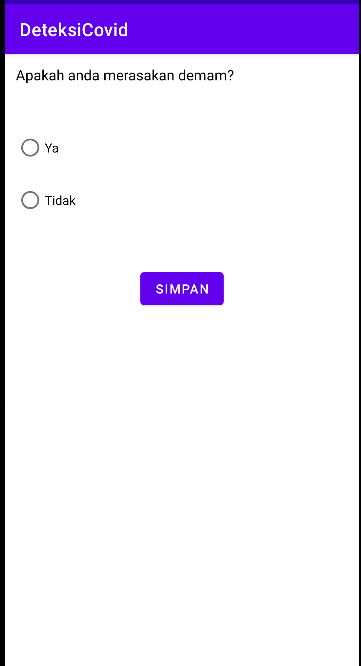 DeteksiCovid
Apakah anda merasakan demam?
Ya
Tidak
SIMPAN